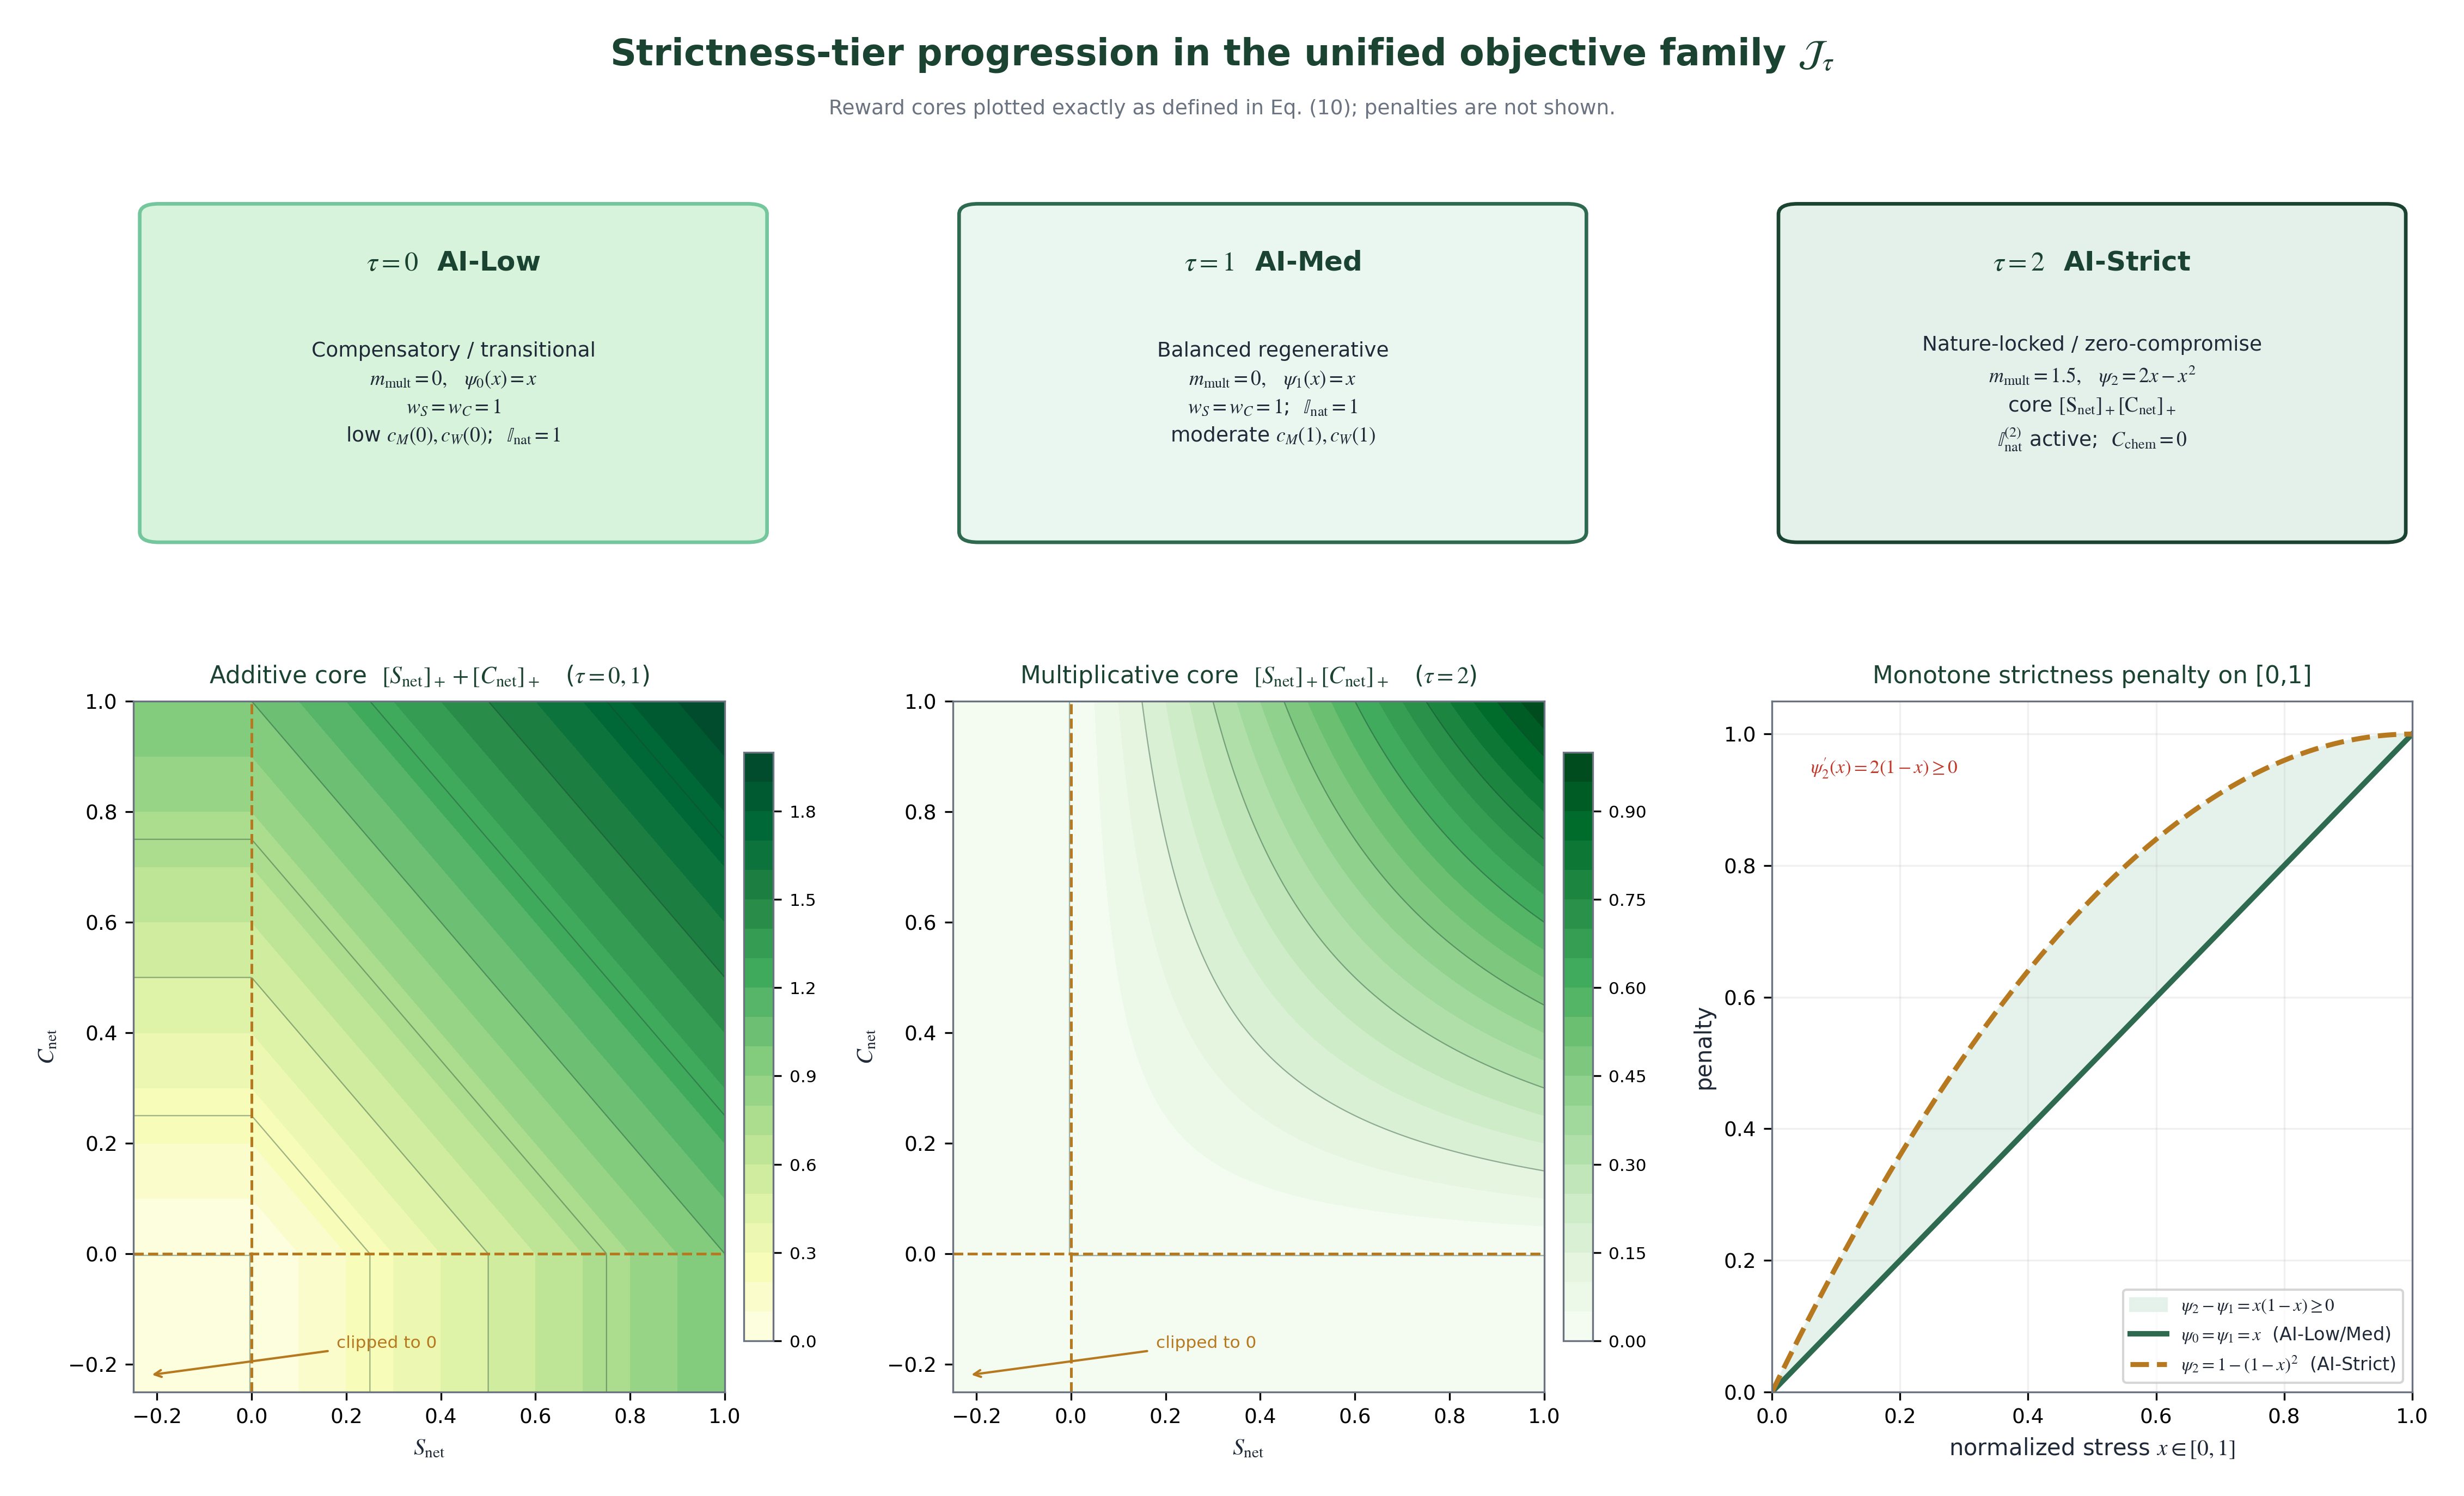 Strictness-tier progression in the unified objective family 𝒥_τ
Reward cores plotted exactly as defined in Eq. (10); penalties are not shown.
τ = 0 AI-Low
Compensatory / transitional
m_mult = 0, ψ₀(x) = x
w_S = w_C = 1
low c_M(0), c_W(0); 𝕀_nat = 1
τ = 1 AI-Med
Balanced regenerative
m_mult = 0, ψ₁(x) = x
w_S = w_C = 1; 𝕀_nat = 1
moderate c_M(1), c_W(1)
τ = 2 AI-Strict
Nature-locked / zero-compromise
m_mult = 1.5, ψ₂ = 2x − x²
core [S_net]₊[C_net]₊
𝕀_nat^(2) active; C_chem = 0
Additive core [S_net]₊ + [C_net]₊ (τ = 0, 1)
1.0
0.8
0.6
0.4
0.2
0.0
−0.2
C_net
−0.2 0.0 0.2 0.4 0.6 0.8 1.0
S_net
clipped to 0
1.8
1.5
1.2
0.9
0.6
0.3
0.0
Multiplicative core [S_net]₊[C_net]₊ (τ = 2)
1.0
0.8
0.6
0.4
0.2
0.0
−0.2
C_net
−0.2 0.0 0.2 0.4 0.6 0.8 1.0
S_net
clipped to 0
0.90
0.75
0.60
0.45
0.30
0.15
0.00
Monotone strictness penalty on [0,1]
ψ₂′(x) = 2(1 − x) ≥ 0
1.0
0.8
0.6
0.4
0.2
0.0
penalty
ψ₂ − ψ₁ = x(1 − x) ≥ 0
ψ₀ = ψ₁ = x (AI-Low/Med)
ψ₂ = 1 − (1 − x)² (AI-Strict)
0.0 0.2 0.4 0.6 0.8 1.0
normalized stress x ∈ [0, 1]